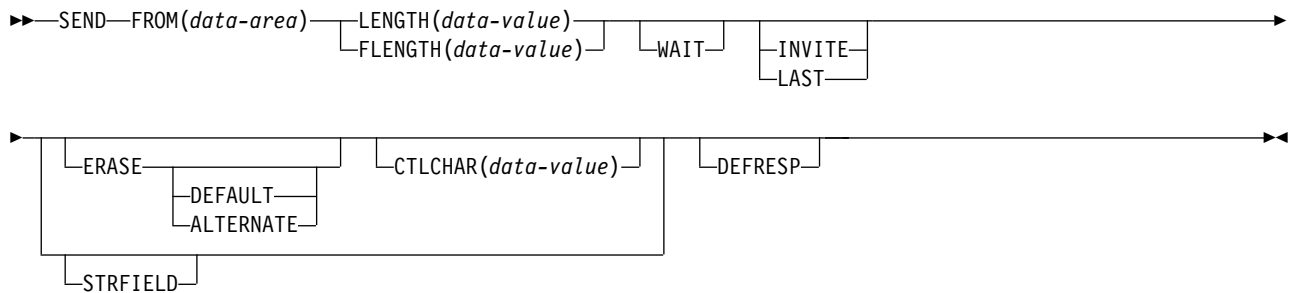 SEND FROM(data-area) LENGTH(data-value)
FLENGTH(data-value) WAIT INVITE
LAST
ERASE CTLCHAR(data-value) DEFRESP
DEFAULT
ALTERNATE
STRFIELD